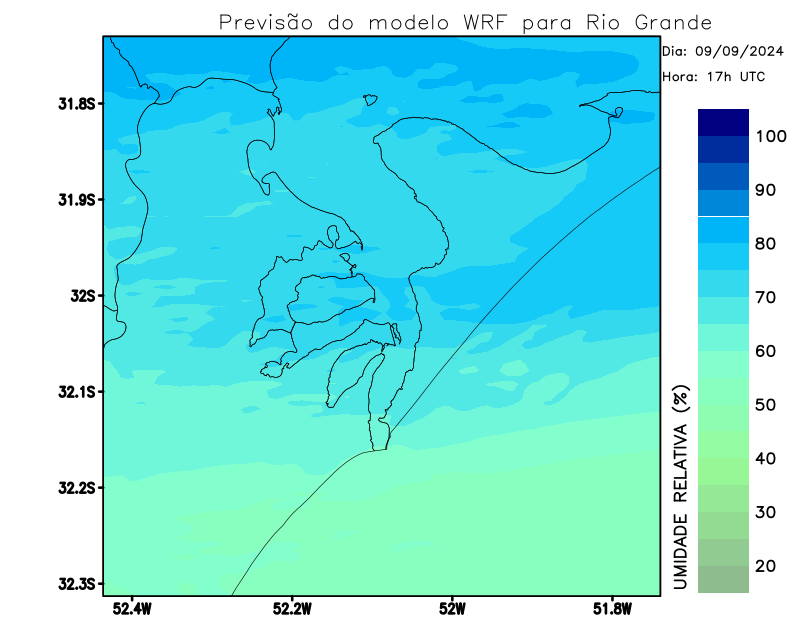 Previsão do modelo WRF para Rio Grande
Dia: 09/09/2024
Hora: 17h UTC
31.8S
31.9S
32S
32.1S
32.2S
32.3S
52.4W
52.2W
52W
51.8W
100
90
80
70
60
50
40
30
20
UMIDADE RELATIVA (%)